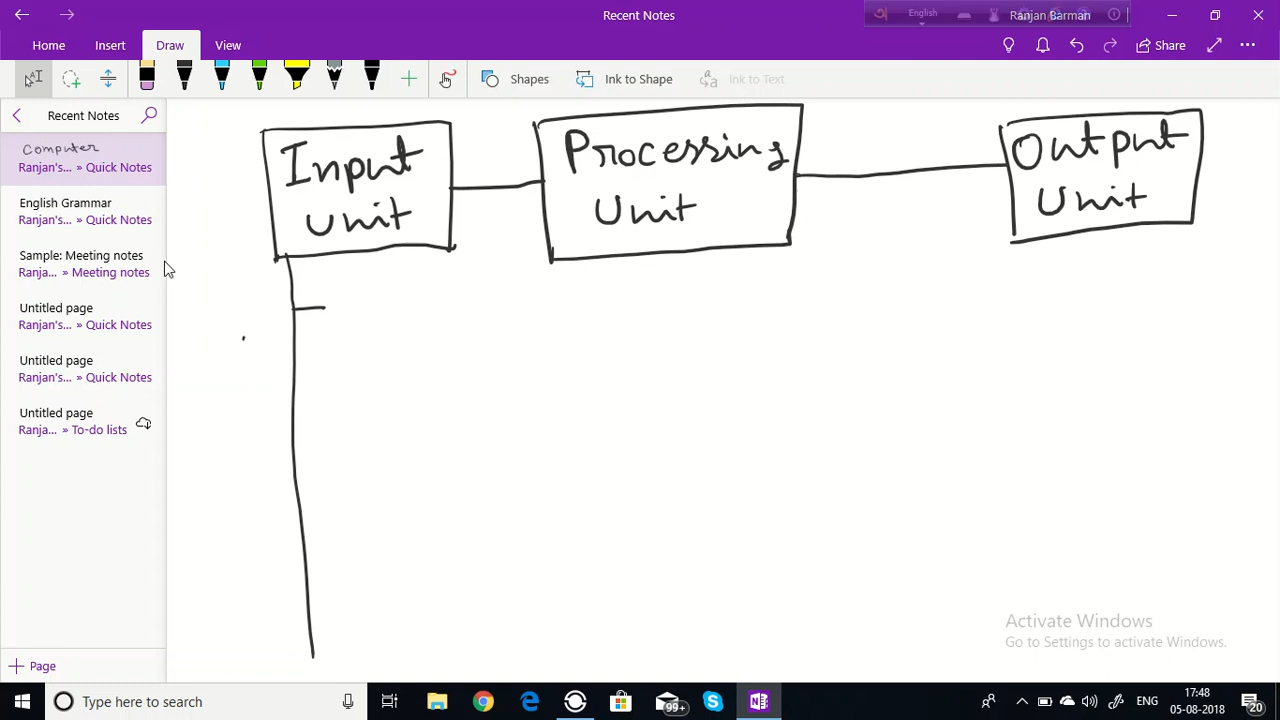 Recent Notes
English
Ranjan Barman
Home
Insert
Draw
View
Share
Shapes
Ink to Shape
Ink to Text
Recent Notes
Computer
Ranjan's... » Quick Notes
English Grammar
Ranjan's... » Quick Notes
Sample: Meeting notes
Ranja... » Meeting notes
Untitled page
Ranjan's... » Quick Notes
Untitled page
Ranjan's... » Quick Notes
Untitled page
Ranja... » To-do lists
Page
Input
Unit
Processing
Unit
Output
Unit
Activate Windows
Go to Settings to activate Windows.
Type here to search
99+
ENG
17:48
05-08-2018
20